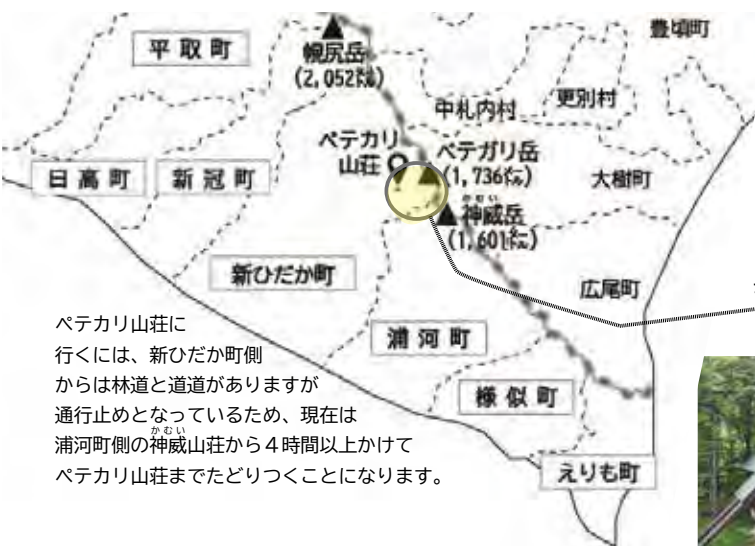 豊頃町
平取町
幌尻岳
(2,052㍍)
中札内村
更別村
ペテカリ
山荘
ペテガリ岳
(1,736㍍)
大樹町
日高町
新冠町
かむい
神威岳
(1,601㍍)
新ひだか町
広尾町
浦河町
様似町
えりも町
ペテカリ山荘に
行くには、新ひだか町側
からは林道と道道がありますが
通行止めとなっているため、現在は
かむい
浦河町側の神威山荘から４時間以上かけて
ペテカリ山荘までたどりつくことになります。